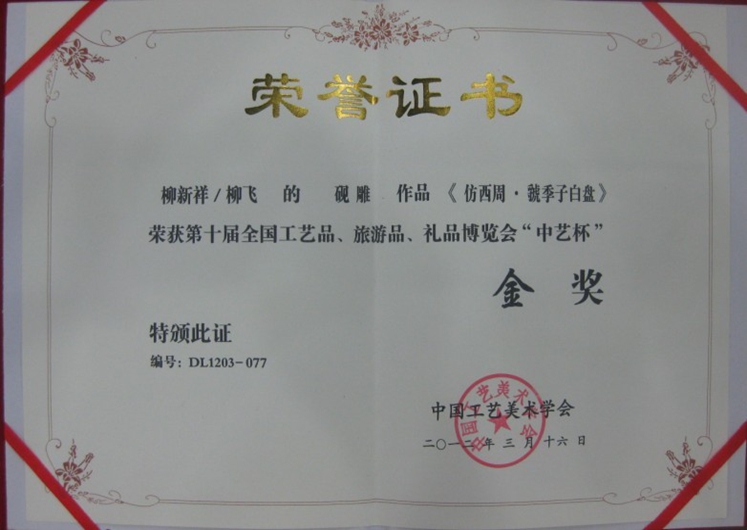 荣誉证书
柳新祥/柳飞 的 砚雕 作品《仿西周·虢季子白盘》
荣获第十届全国工艺品、旅游品、礼品博览会“中艺杯”
金奖
特颁此证
编号：DL1203-077
中国工艺美术学会
二〇一二年三月十六日